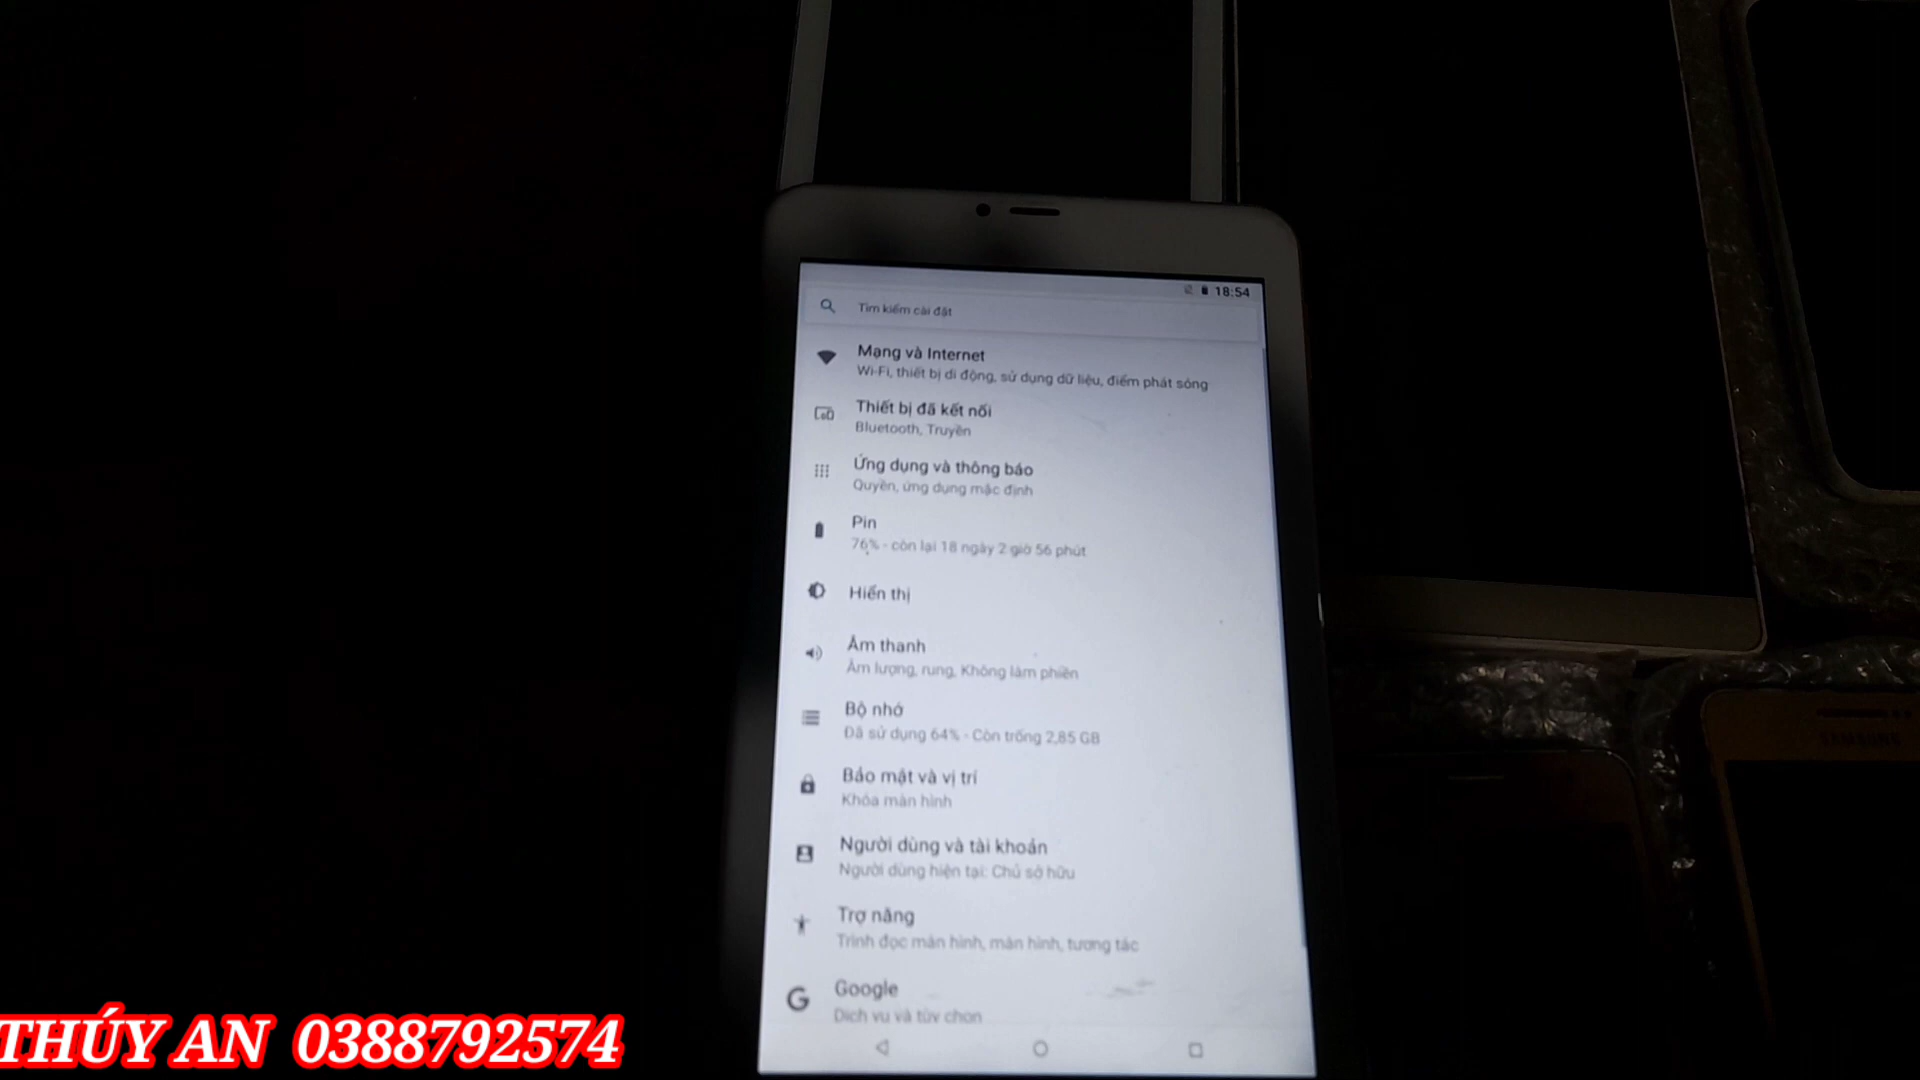 18:54
Tìm kiếm cài đặt
Mạng và Internet
Wi-Fi, thiết bị di động, sử dụng dữ liệu, điểm phát sóng
Thiết bị đã kết nối
Bluetooth, Truyền
Ứng dụng và thông báo
Quyền, ứng dụng mặc định
Pin
76% - còn lại 18 ngày 2 giờ 56 phút
Hiển thị
Âm thanh
Âm lượng, rung, Không làm phiền
Bộ nhớ
Đã sử dụng 64% - Còn trống 2,85 GB
Bảo mật và vị trí
Khóa màn hình
Người dùng và tài khoản
Người dùng hiện tại: Chủ sở hữu
Trợ năng
Trình đọc màn hình, màn hình, tương tác
Google
Dịch vụ và tùy chọn
SAMSUNG
THÚY AN 0388792574